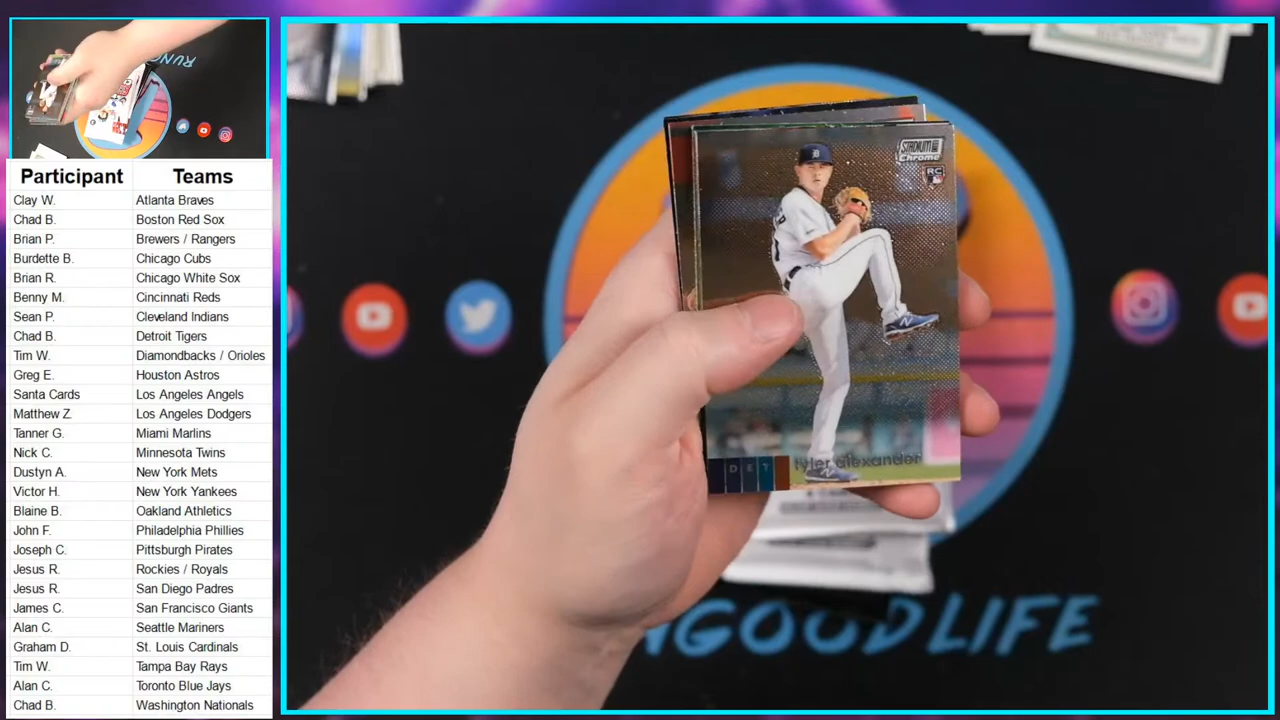 RUN
Participant Teams
Clay W. Atlanta Braves
Chad B. Boston Red Sox
Brian P. Brewers / Rangers
Burdette B. Chicago Cubs
Brian R. Chicago White Sox
Benny M. Cincinnati Reds
Sean P. Cleveland Indians
Chad B. Detroit Tigers
Tim W. Diamondbacks / Orioles
Greg E. Houston Astros
Santa Cards Los Angeles Angels
Matthew Z. Los Angeles Dodgers
Tanner G. Miami Marlins
Nick C. Minnesota Twins
Dustyn A. New York Mets
Victor H. New York Yankees
Blaine B. Oakland Athletics
John F. Philadelphia Phillies
Joseph C. Pittsburgh Pirates
Jesus R. Rockies / Royals
Jesus R. San Diego Padres
James C. San Francisco Giants
Alan C. Seattle Mariners
Graham D. St. Louis Cardinals
Tim W. Tampa Bay Rays
Alan C. Toronto Blue Jays
Chad B. Washington Nationals
STADIUM
Chrome
RC
D
DET
tyler alexander
NGOODLIFE